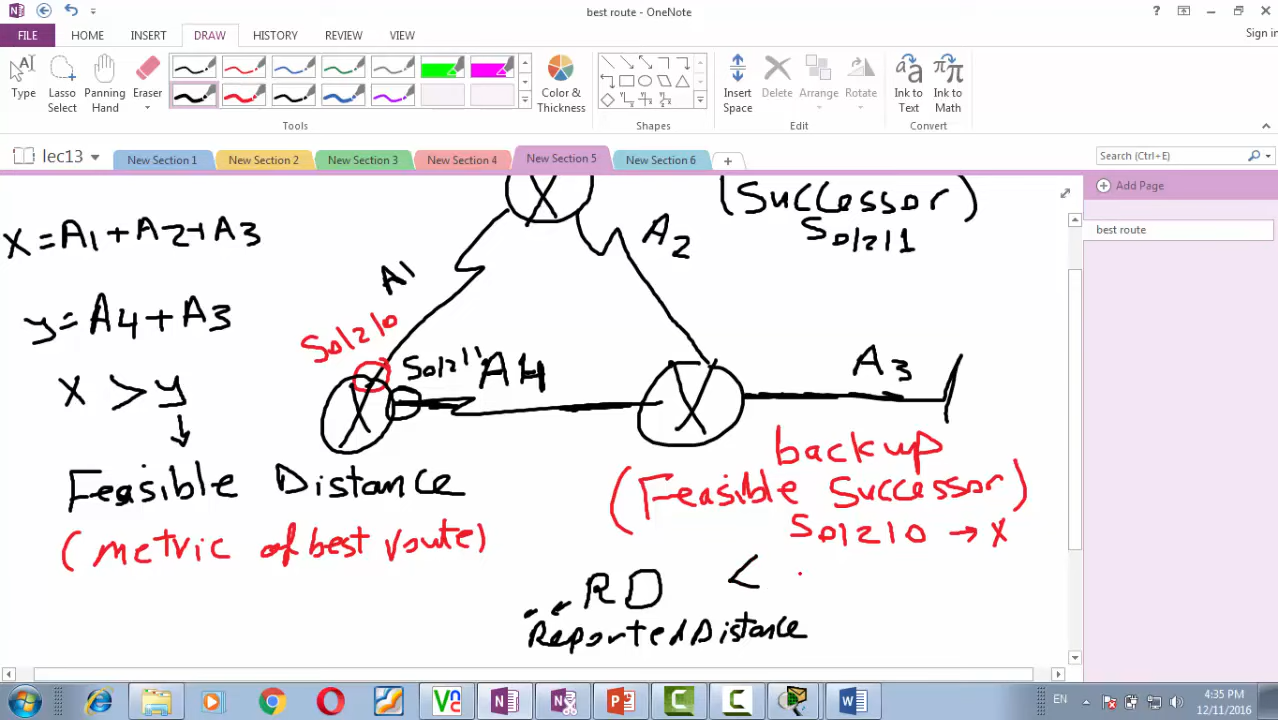 best route - OneNote
Sign in
FILE HOME INSERT DRAW HISTORY REVIEW VIEW
Type Lasso Select Panning Hand Eraser Color & Thickness Insert Space Delete Arrange Rotate Ink to Text Ink to Math
Tools Shapes Edit Convert
lec13 New Section 1 New Section 2 New Section 3 New Section 4 New Section 5 New Section 6 Search (Ctrl+E)
Add Page
best route
(Successor)
S0/2/1
X=A1+A2+A3
A2
A1
y=A4+A3
S0/2/0
S0/2/1
A4
A3
X > y
backup
Feasible Distance
(Feasible Successor)
(metric of best route)
S0/2/0 → X
RD <
Reported Distance
EN 4:35 PM
12/11/2016